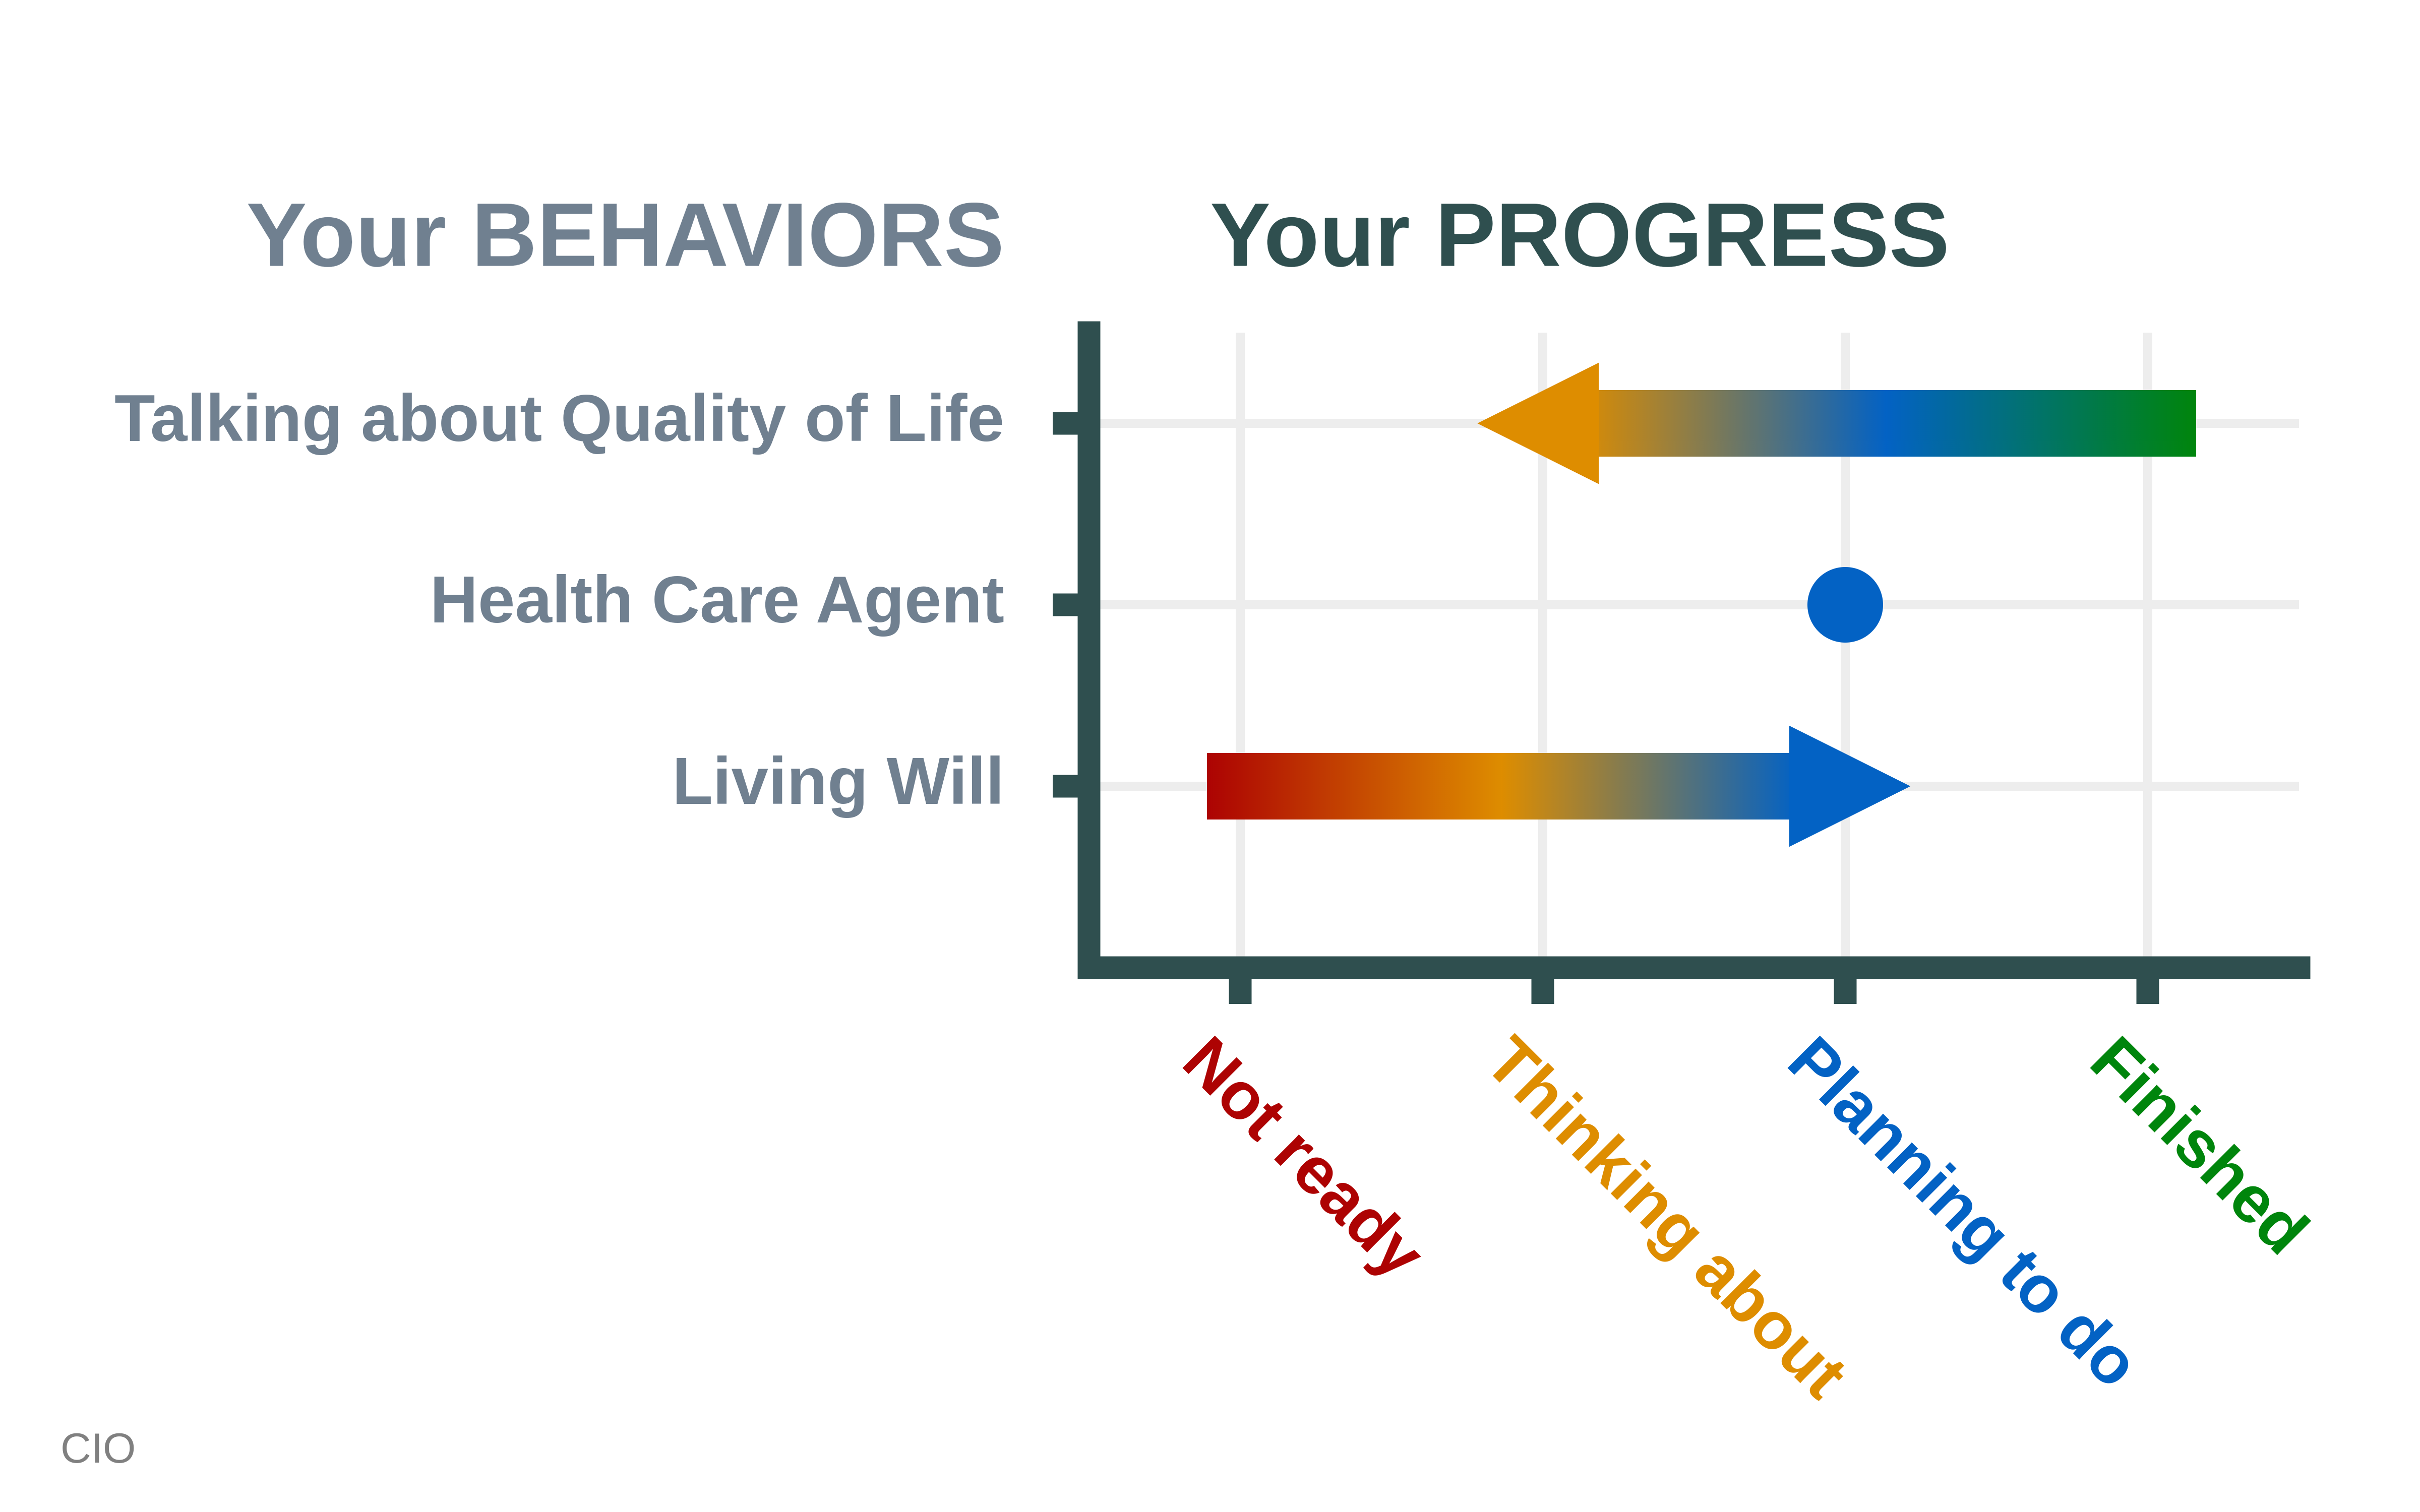 Your BEHAVIORS
Your PROGRESS
Talking about Quality of Life
Health Care Agent
Living Will
Not ready
Thinking about
Planning to do
Finished
CIO